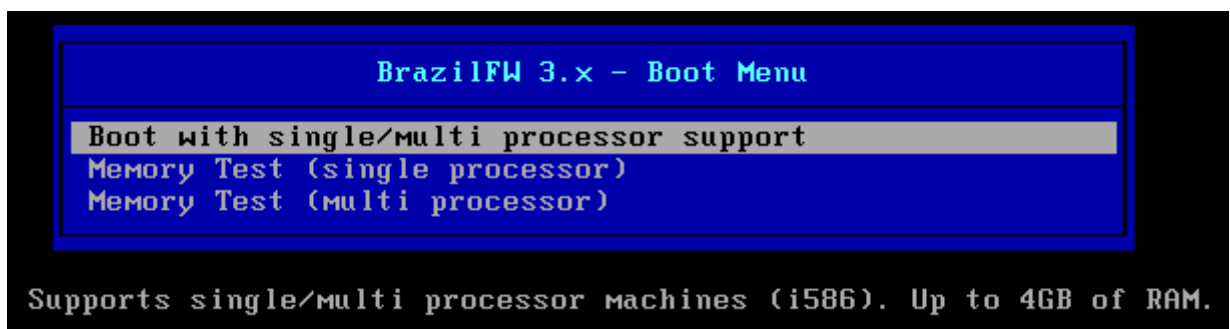 BrazilFW 3.x - Boot Menu
Boot with single/multi processor support
Memory Test (single processor)
Memory Test (multi processor)
Supports single/multi processor machines (i586). Up to 4GB of RAM.